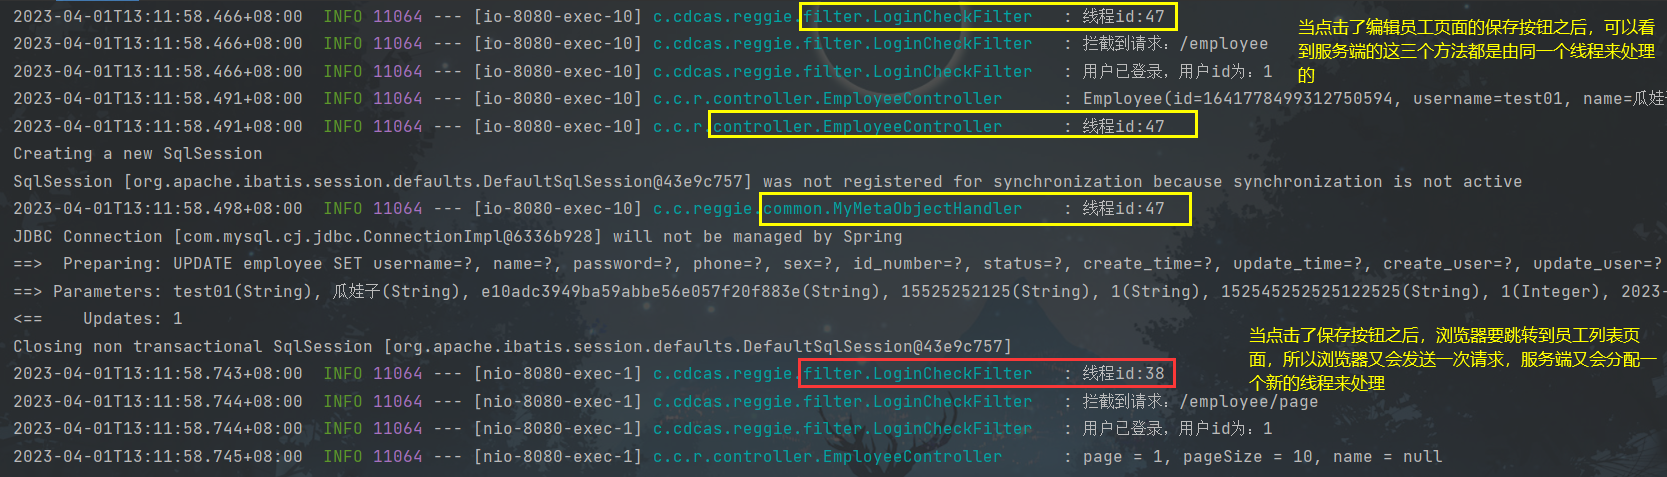 2023-04-01T13:11:58.466+08:00  INFO 11064 --- [io-8080-exec-10] c.cdcas.reggie.filter.LoginCheckFilter   : 线程id:47
当点击了编辑员工页面的保存按钮之后，可以看
到服务端的这三个方法都是由同一个线程来处理
的
2023-04-01T13:11:58.466+08:00  INFO 11064 --- [io-8080-exec-10] c.cdcas.reggie.filter.LoginCheckFilter   : 拦截到请求：/employee
2023-04-01T13:11:58.466+08:00  INFO 11064 --- [io-8080-exec-10] c.cdcas.reggie.filter.LoginCheckFilter   : 用户已登录，用户id为：1
2023-04-01T13:11:58.491+08:00  INFO 11064 --- [io-8080-exec-10] c.c.r.controller.EmployeeController      : Employee(id=1641778499312750594, username=test01, name=瓜娃子
2023-04-01T13:11:58.491+08:00  INFO 11064 --- [io-8080-exec-10] c.c.r.controller.EmployeeController      : 线程id:47
Creating a new SqlSession
SqlSession [org.apache.ibatis.session.defaults.DefaultSqlSession@43e9c757] was not registered for synchronization because synchronization is not active
2023-04-01T13:11:58.498+08:00  INFO 11064 --- [io-8080-exec-10] c.c.reggie.common.MyMetaObjectHandler    : 线程id:47
JDBC Connection [com.mysql.cj.jdbc.ConnectionImpl@6336b928] will not be managed by Spring
==>  Preparing: UPDATE employee SET username=?, name=?, password=?, phone=?, sex=?, id_number=?, status=?, create_time=?, update_time=?, create_user=?, update_user=?
==> Parameters: test01(String), 瓜娃子(String), e10adc3949ba59abbe56e057f20f883e(String), 15525252125(String), 1(String), 152545252525122525(String), 1(Integer), 2023-
<==    Updates: 1
Closing non transactional SqlSession [org.apache.ibatis.session.defaults.DefaultSqlSession@43e9c757]
当点击了保存按钮之后，浏览器要跳转到员工列表页
面，所以浏览器又会发送一次请求，服务端又会分配一
个新的线程来处理
2023-04-01T13:11:58.743+08:00  INFO 11064 --- [nio-8080-exec-1] c.cdcas.reggie.filter.LoginCheckFilter   : 线程id:38
2023-04-01T13:11:58.744+08:00  INFO 11064 --- [nio-8080-exec-1] c.cdcas.reggie.filter.LoginCheckFilter   : 拦截到请求：/employee/page
2023-04-01T13:11:58.744+08:00  INFO 11064 --- [nio-8080-exec-1] c.cdcas.reggie.filter.LoginCheckFilter   : 用户已登录，用户id为：1
2023-04-01T13:11:58.745+08:00  INFO 11064 --- [nio-8080-exec-1] c.c.r.controller.EmployeeController      : page = 1, pageSize = 10, name = null